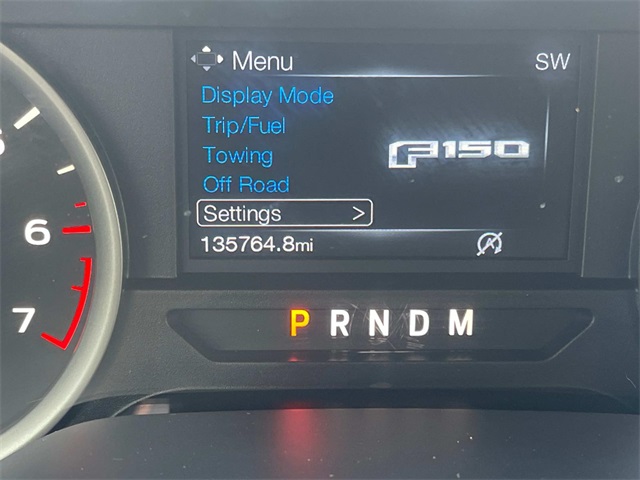 Menu SW
Display Mode
Trip/Fuel
Towing
Off Road
F150
Settings >
135764.8mi
A
6
7
P R N D M